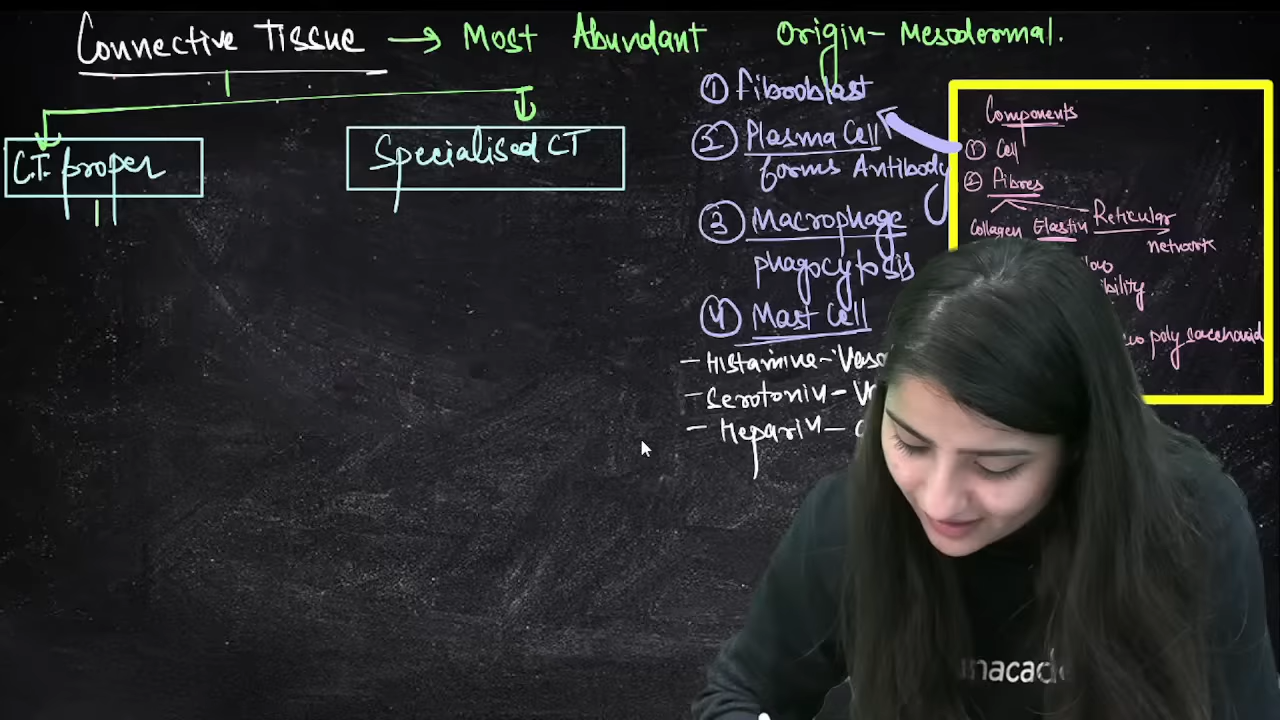 Connective Tissue → Most Abundant Origin- Mesodermal.
C.T. proper
Specialised CT
① Fibroblast
② Plasma Cell
forms Antibody
③ Macrophage
phagocytosis
④ Mast Cell
- Histamine -
- Serotonin -
- Heparin -
Components
① Cell
② Fibres
Collagen Elastin Reticular
network